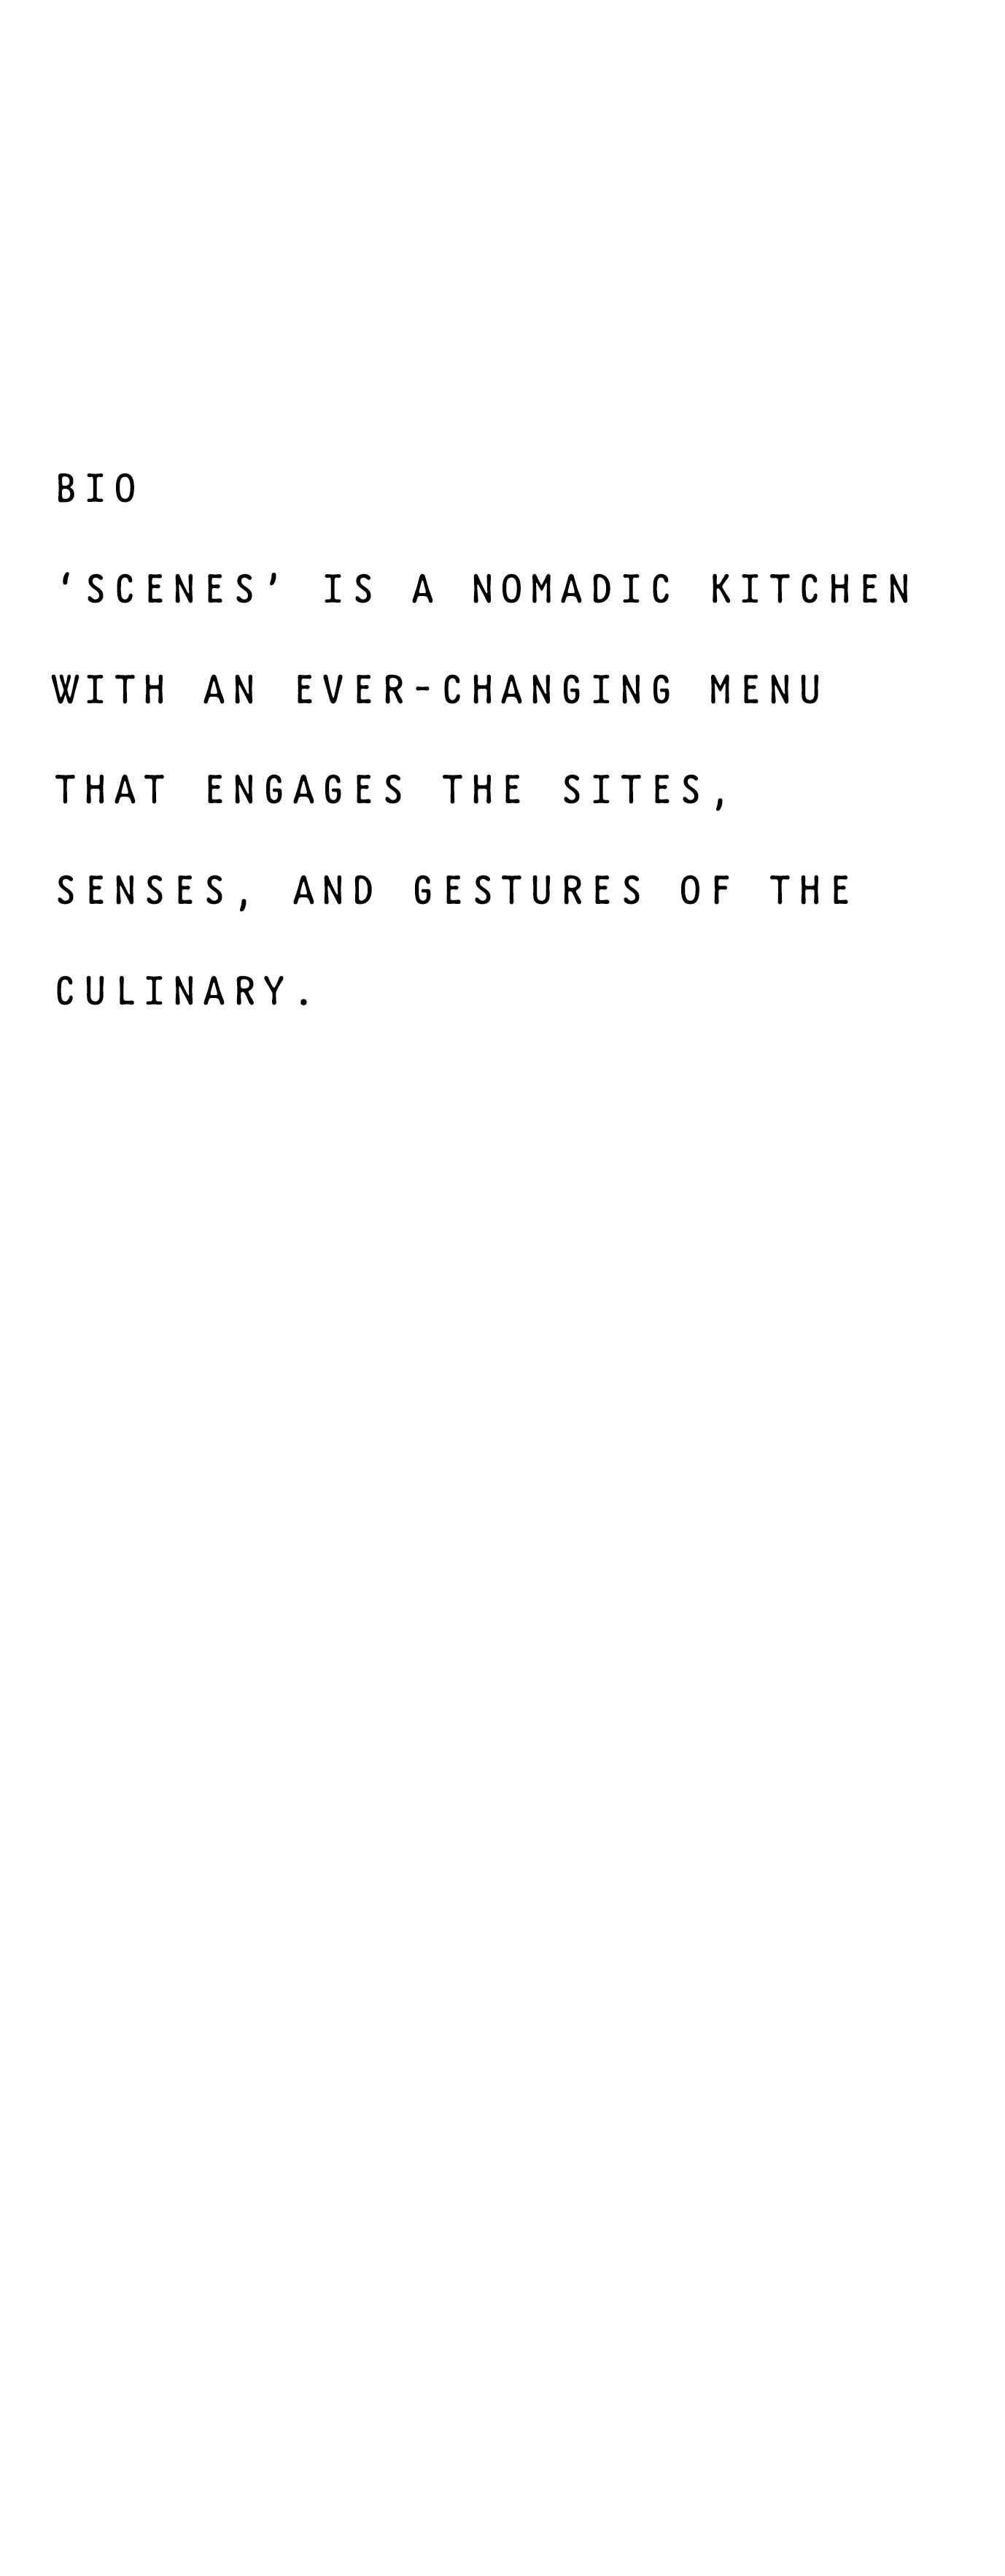 BIO
‘SCENES’ IS A NOMADIC KITCHEN
WITH AN EVER-CHANGING MENU
THAT ENGAGES THE SITES,
SENSES, AND GESTURES OF THE
CULINARY.